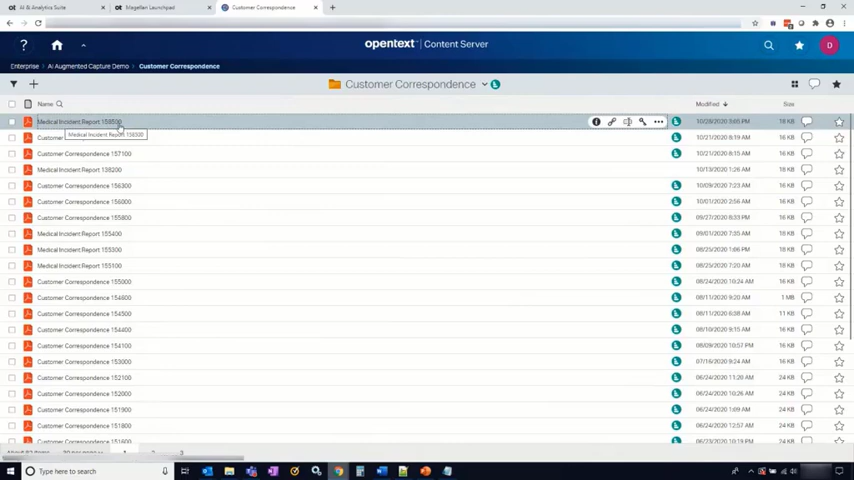 AI & Analytics Suite
Magellan Launchpad
Customer Correspondence
opentext | Content Server
Enterprise > AI Augmented Capture Demo > Customer Correspondence
Customer Correspondence
Name Modified Size
Medical Incident Report 158500 10/28/2020 3:05 PM 18 KB
Medical Incident Report 158500
Customer 10/21/2020 8:19 AM 16 KB
Customer Correspondence 157100 10/21/2020 8:15 AM 16 KB
Medical Incident Report 138200 10/13/2020 1:26 AM 18 KB
Customer Correspondence 156300 10/09/2020 7:23 AM 16 KB
Customer Correspondence 156000 10/01/2020 2:56 AM 16 KB
Customer Correspondence 155800 09/27/2020 8:33 PM 16 KB
Medical Incident Report 155400 09/01/2020 7:35 AM 18 KB
Medical Incident Report 155300 08/25/2020 1:06 PM 18 KB
Medical Incident Report 155100 08/25/2020 7:20 AM 18 KB
Customer Correspondence 155000 08/24/2020 10:24 AM 16 KB
Customer Correspondence 154600 08/11/2020 9:20 AM 1 MB
Customer Correspondence 154500 08/11/2020 6:38 AM 11 KB
Customer Correspondence 154400 08/10/2020 9:15 AM 16 KB
Customer Correspondence 154100 08/09/2020 10:57 PM 16 KB
Customer Correspondence 153000 07/16/2020 9:24 AM 16 KB
Customer Correspondence 152100 06/24/2020 11:20 AM 24 KB
Customer Correspondence 152000 06/24/2020 10:26 AM 24 KB
Customer Correspondence 151900 06/24/2020 1:09 AM 24 KB
Customer Correspondence 151800 06/24/2020 12:57 AM 24 KB
Customer Correspondence 151600 24 KB
Type here to search